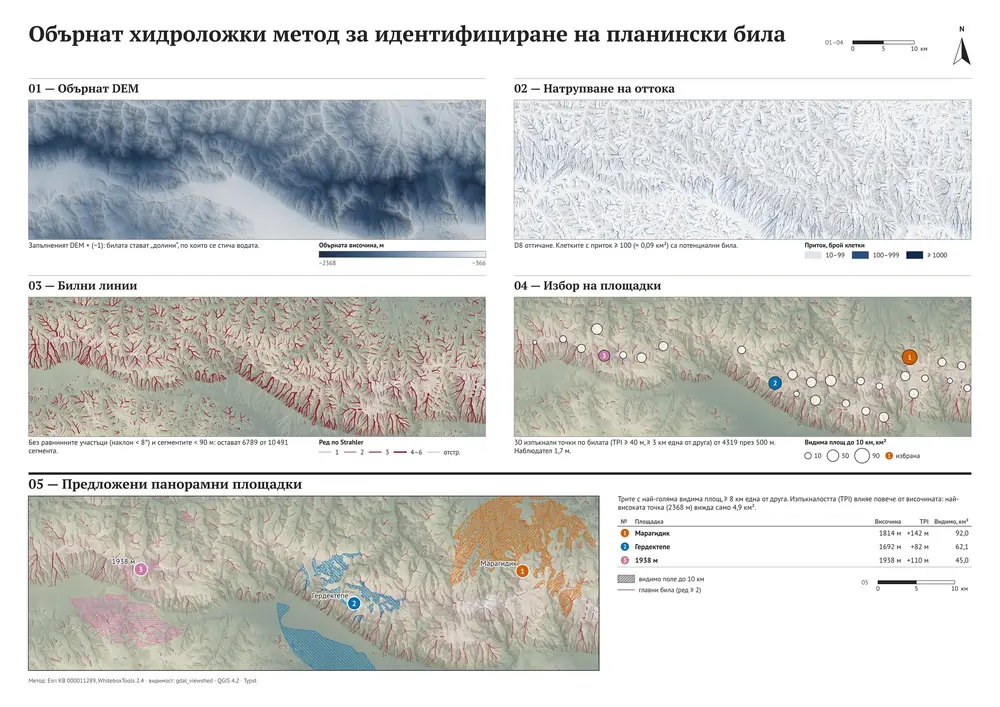 Обърнат хидроложки метод за идентифициране на планински била
01–04
0 5 10 км
N
01 — Обърнат DEM
Запълненият DEM × (−1): билата стават „долини“, по които се стича водата.
Обърната височина, м
−2368 −366
02 — Натрупване на оттока
D8 оттичане. Клетките с приток ≥ 100 (≈ 0,09 км²) са потенциални била.
Приток, брой клетки
10–99 100–999 ≥ 1000
03 — Билни линии
Без равнинните участъци (наклон < 8°) и сегментите < 90 м: остават 6789 от 10 491
сегмента.
Ред по Strahler
1 2 3 4–6 отстр.
04 — Избор на площадки
3
2
1
30 изпъкнали точки по билата (TPI ≥ 40 м, ≥ 3 км една от друга) от 4319 през 500 м.
Наблюдател 1,7 м.
Видима площ до 10 км, км²
10 50 90 1 избрана
05 — Предложени панорамни площадки
1938 м
3
Гердектепе
2
Марагидик
1
Трите с най-голяма видима площ, ≥ 8 км една от друга. Изпъкналостта (TPI) влияе повече от височината: най-
високата точка (2368 м) вижда само 4,9 км².
№ Площадка Височина TPI Видимо, км²
1 Марагидик 1814 м +142 м 92,0
2 Гердектепе 1692 м +82 м 62,1
3 1938 м 1938 м +110 м 45,0
видимо поле до 10 км
главни била (ред ≥ 2)
05
0 5 10 км
Метод: Esri KB 000011289, WhiteboxTools 2.4 · видимост: gdal_viewshed · QGIS 4.2 · Typst